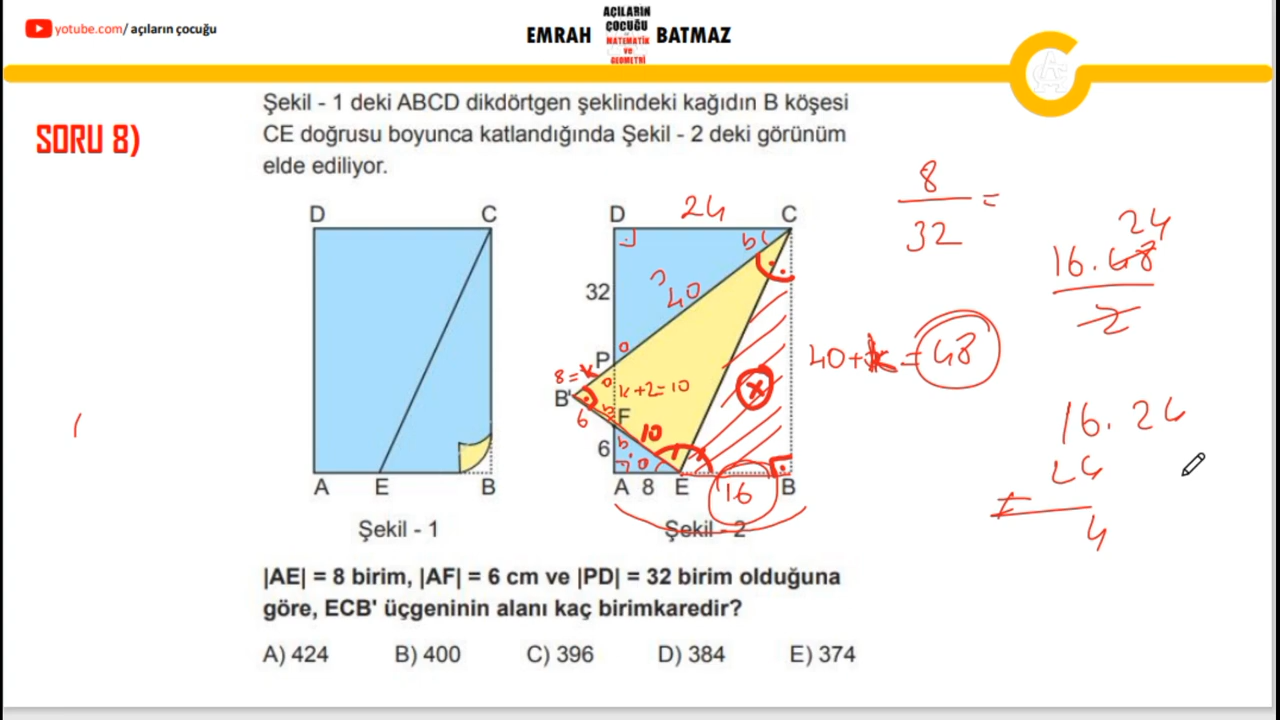 yotube.com/ açıların çocuğu
EMRAH
AÇILARIN
ÇOCUĞU
MATEMATİK
ve
GEOMETRİ
BATMAZ
SORU 8)
Şekil - 1 deki ABCD dikdörtgen şeklindeki kağıdın B köşesi
CE doğrusu boyunca katlandığında Şekil - 2 deki görünüm
elde ediliyor.
D C
A E B
Şekil - 1
D 24 C
b
32
40
P
8=k
B'
k+2=10
F
6
b
10
6
b
A 8 E 16 B
Şekil - 2
x
8
32 =
24
16.48
2
40+k=48
16.24
24
+
4
|AE| = 8 birim, |AF| = 6 cm ve |PD| = 32 birim olduğuna
göre, ECB' üçgeninin alanı kaç birimkaredir?
A) 424 B) 400 C) 396 D) 384 E) 374